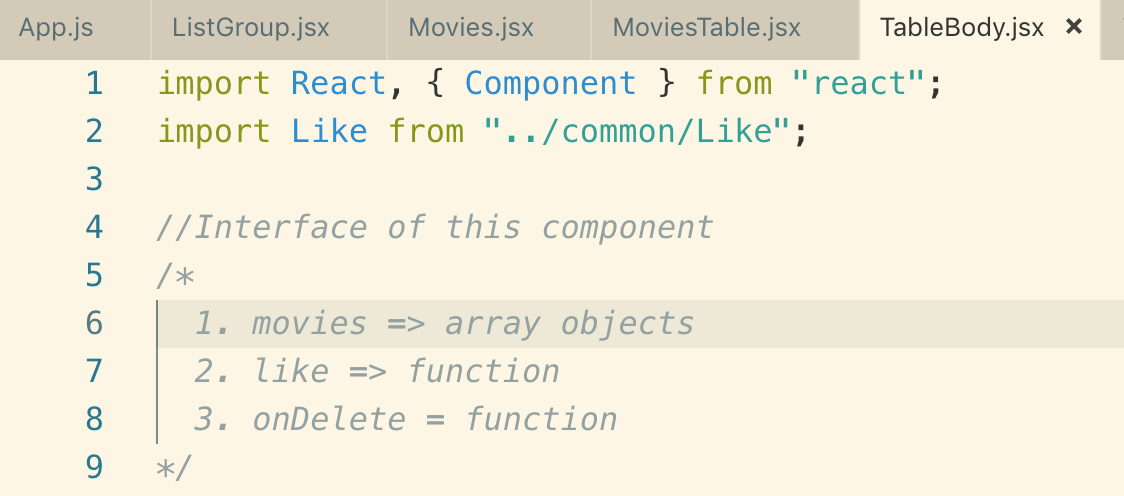 App.js ListGroup.jsx Movies.jsx MoviesTable.jsx TableBody.jsx ×
1 import React, { Component } from "react";
2 import Like from "../common/Like";
3
4 //Interface of this component
5 /*
6 1. movies => array objects
7 2. like => function
8 3. onDelete = function
9 */